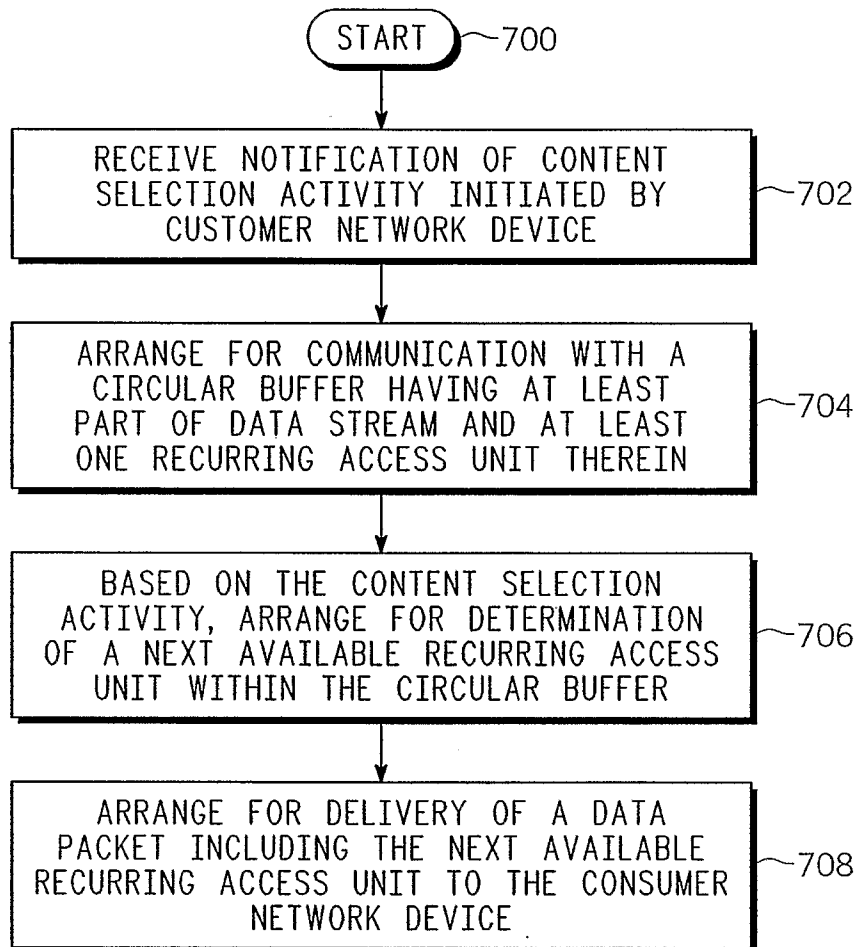 START
700
RECEIVE NOTIFICATION OF CONTENT
SELECTION ACTIVITY INITIATED BY
CUSTOMER NETWORK DEVICE
702
ARRANGE FOR COMMUNICATION WITH A
CIRCULAR BUFFER HAVING AT LEAST
PART OF DATA STREAM AND AT LEAST
ONE RECURRING ACCESS UNIT THEREIN
704
BASED ON THE CONTENT SELECTION
ACTIVITY, ARRANGE FOR DETERMINATION
OF A NEXT AVAILABLE RECURRING ACCESS
UNIT WITHIN THE CIRCULAR BUFFER
706
ARRANGE FOR DELIVERY OF A DATA
PACKET INCLUDING THE NEXT AVAILABLE
RECURRING ACCESS UNIT TO THE CONSUMER
NETWORK DEVICE
708